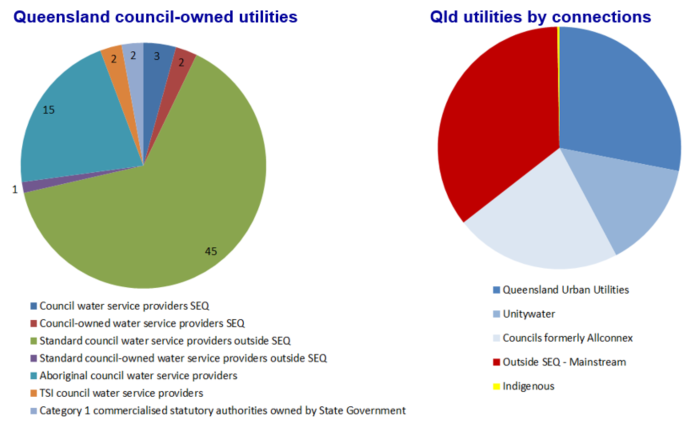 Queensland council-owned utilities
2
2
3
2
15
1
45
Council water service providers SEQ
Council-owned water service providers SEQ
Standard council water service providers outside SEQ
Standard council-owned water service providers outside SEQ
Aboriginal council water service providers
TSI council water service providers
Category 1 commercialised statutory authorities owned by State Government
Qld utilities by connections
Queensland Urban Utilities
Unitywater
Councils formerly Allconnex
Outside SEQ - Mainstream
Indigenous